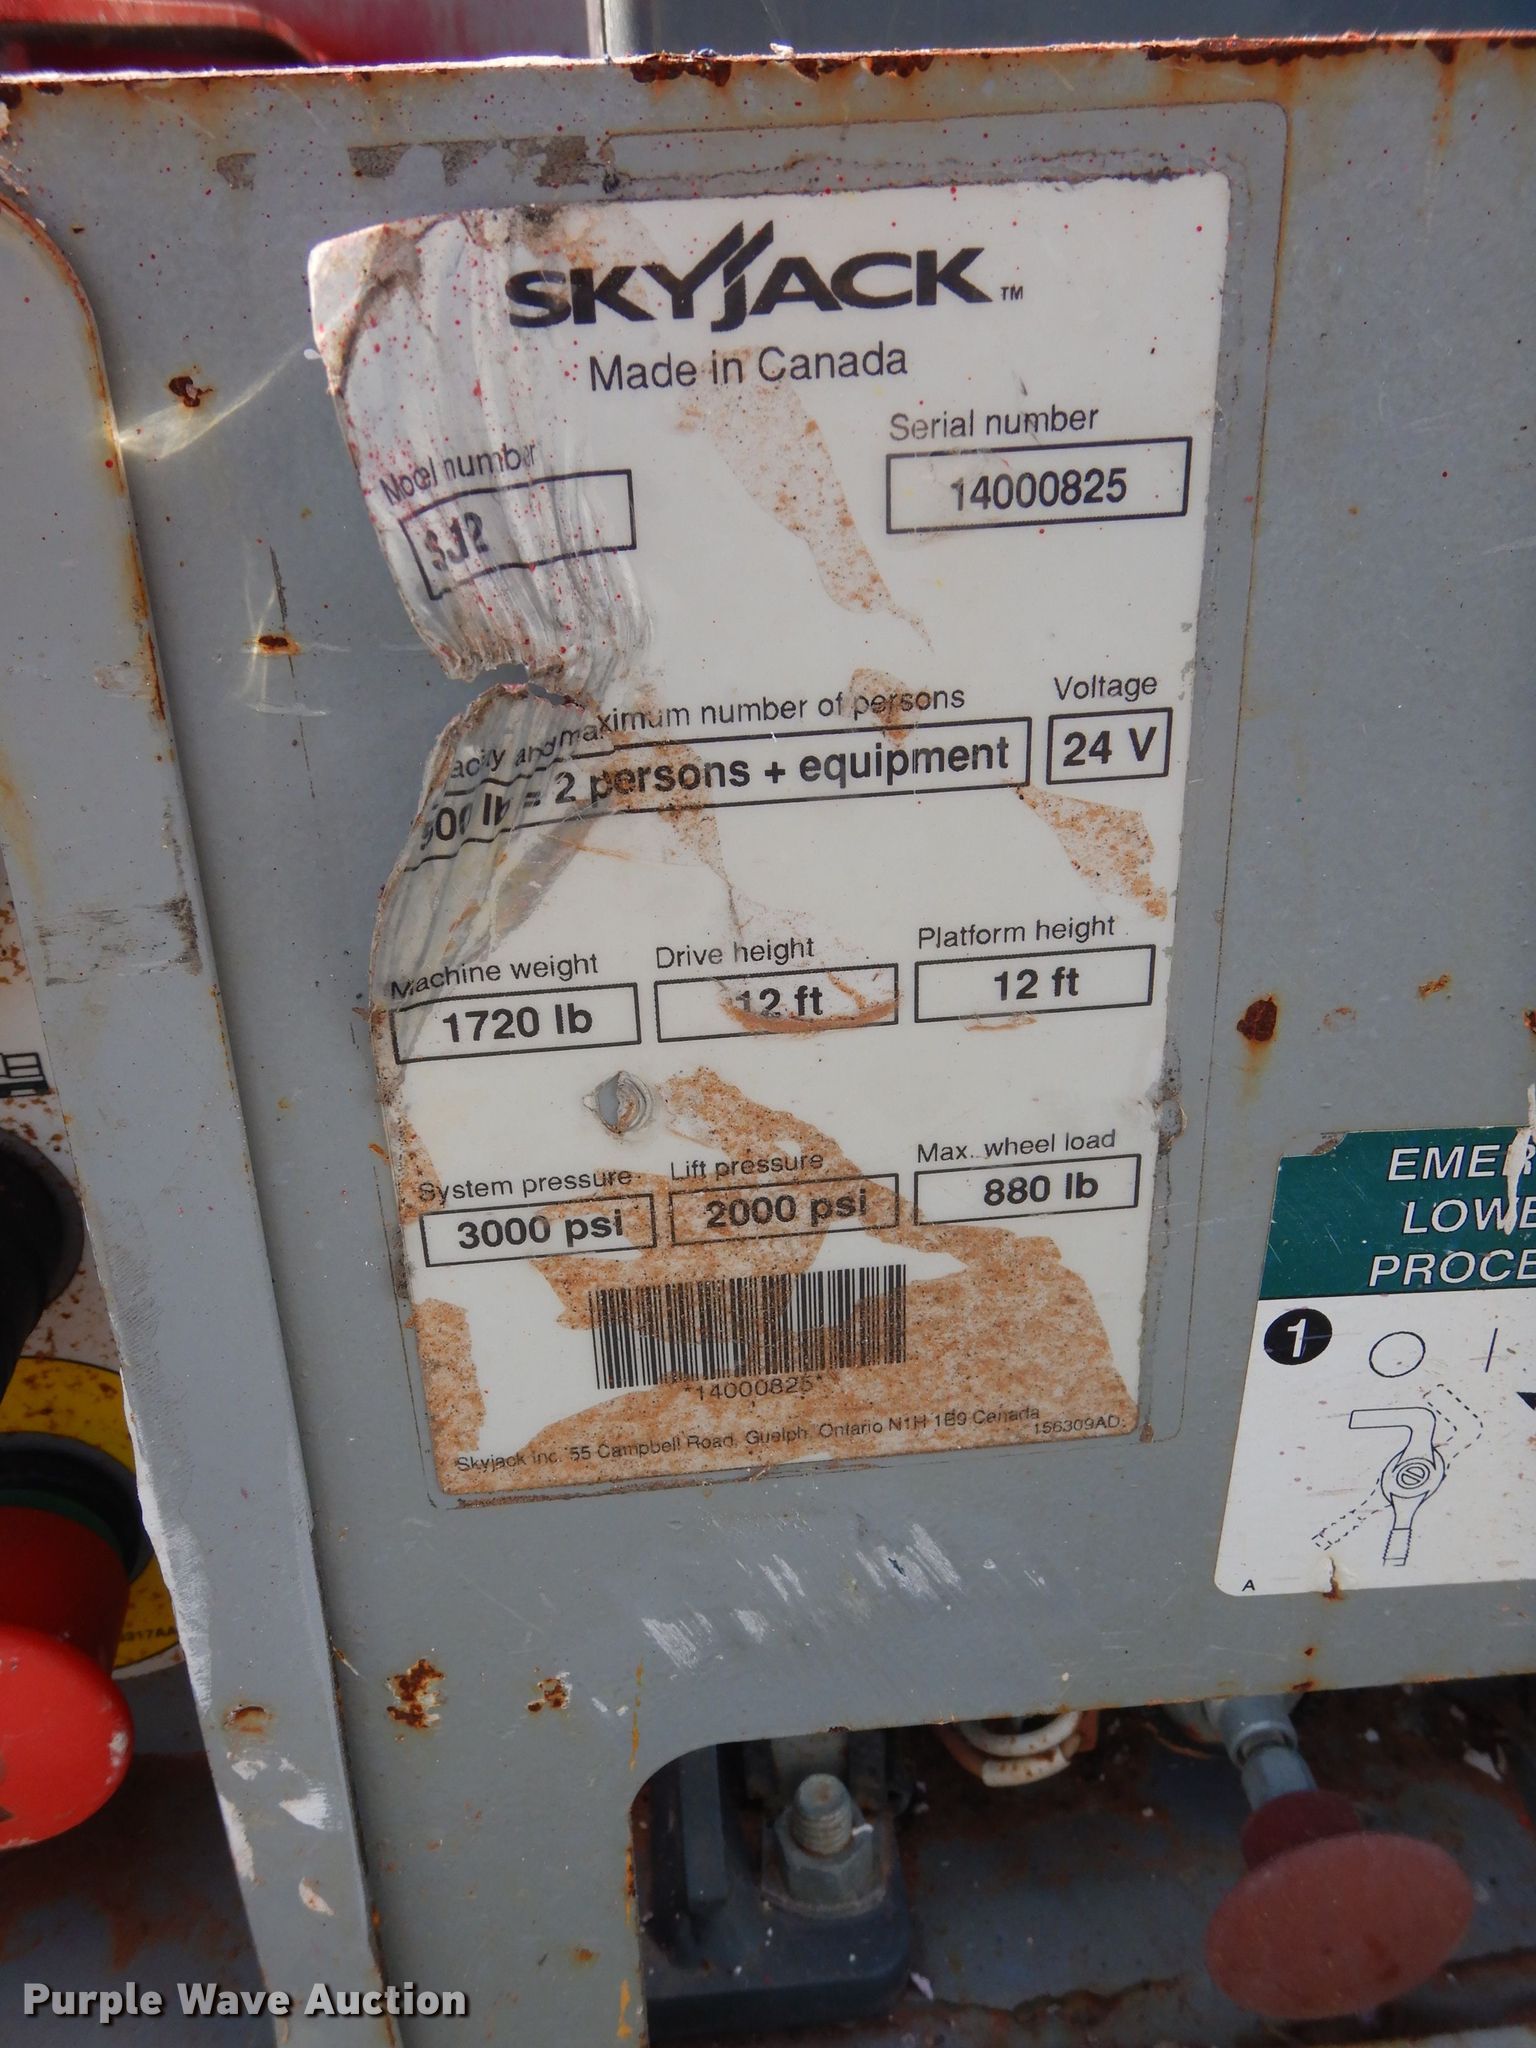 SKYJACK™
Made in Canada
Model number
Serial number
SJ12
14000825
maximum number of persons
Voltage
lb = 2 persons + equipment
24 V
Machine weight
Drive height
Platform height
1720 lb
12 ft
12 ft
System pressure
Lift pressure
Max. wheel load
3000 psi
2000 psi
880 lb
*14000825*
Skyjack Inc. 55 Campbell Road, Guelph, Ontario N1H 1B9 Canada
156309AD
1
A
Purple Wave Auction